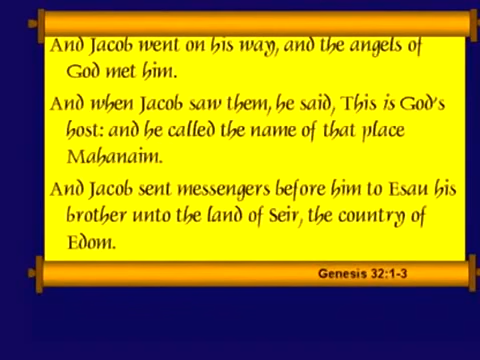 And Jacob went on his way, and the angels of
God met him.
And when Jacob saw them, he said, This is God's
host: and he called the name of that place
Mahanaim.
And Jacob sent messengers before him to Esau his
brother unto the land of Seir, the country of
Edom.
Genesis 32:1-3